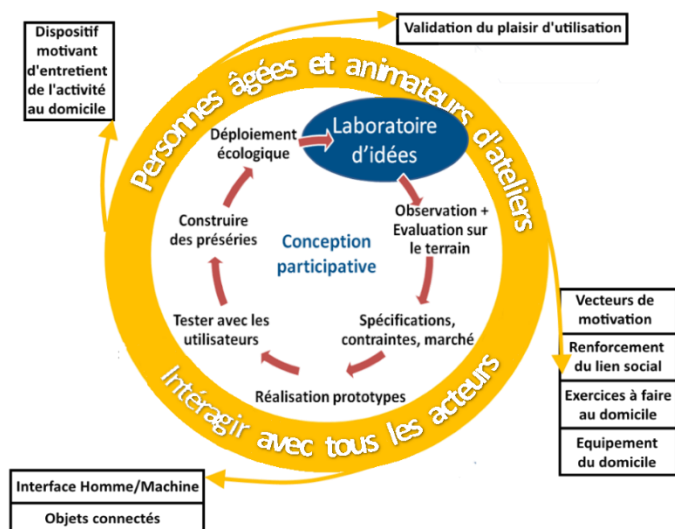 Dispositif
motivant
d'entretient
de l'activité
au domicile
Validation du plaisir d'utilisation
Personnes âgées et animateurs d'ateliers
Laboratoire
d'idées
Déploiement
écologique
Observation +
Evaluation sur
le terrain
Construire
des préséries
Conception
participative
Tester avec les
utilisateurs
Spécifications,
contraintes, marché
Réalisation prototypes
Intéragir avec tous les acteurs
Vecteurs de
motivation
Renforcement
du lien social
Exercices à faire
au domicile
Equipement
du domicile
Interface Homme/Machine
Objets connectés